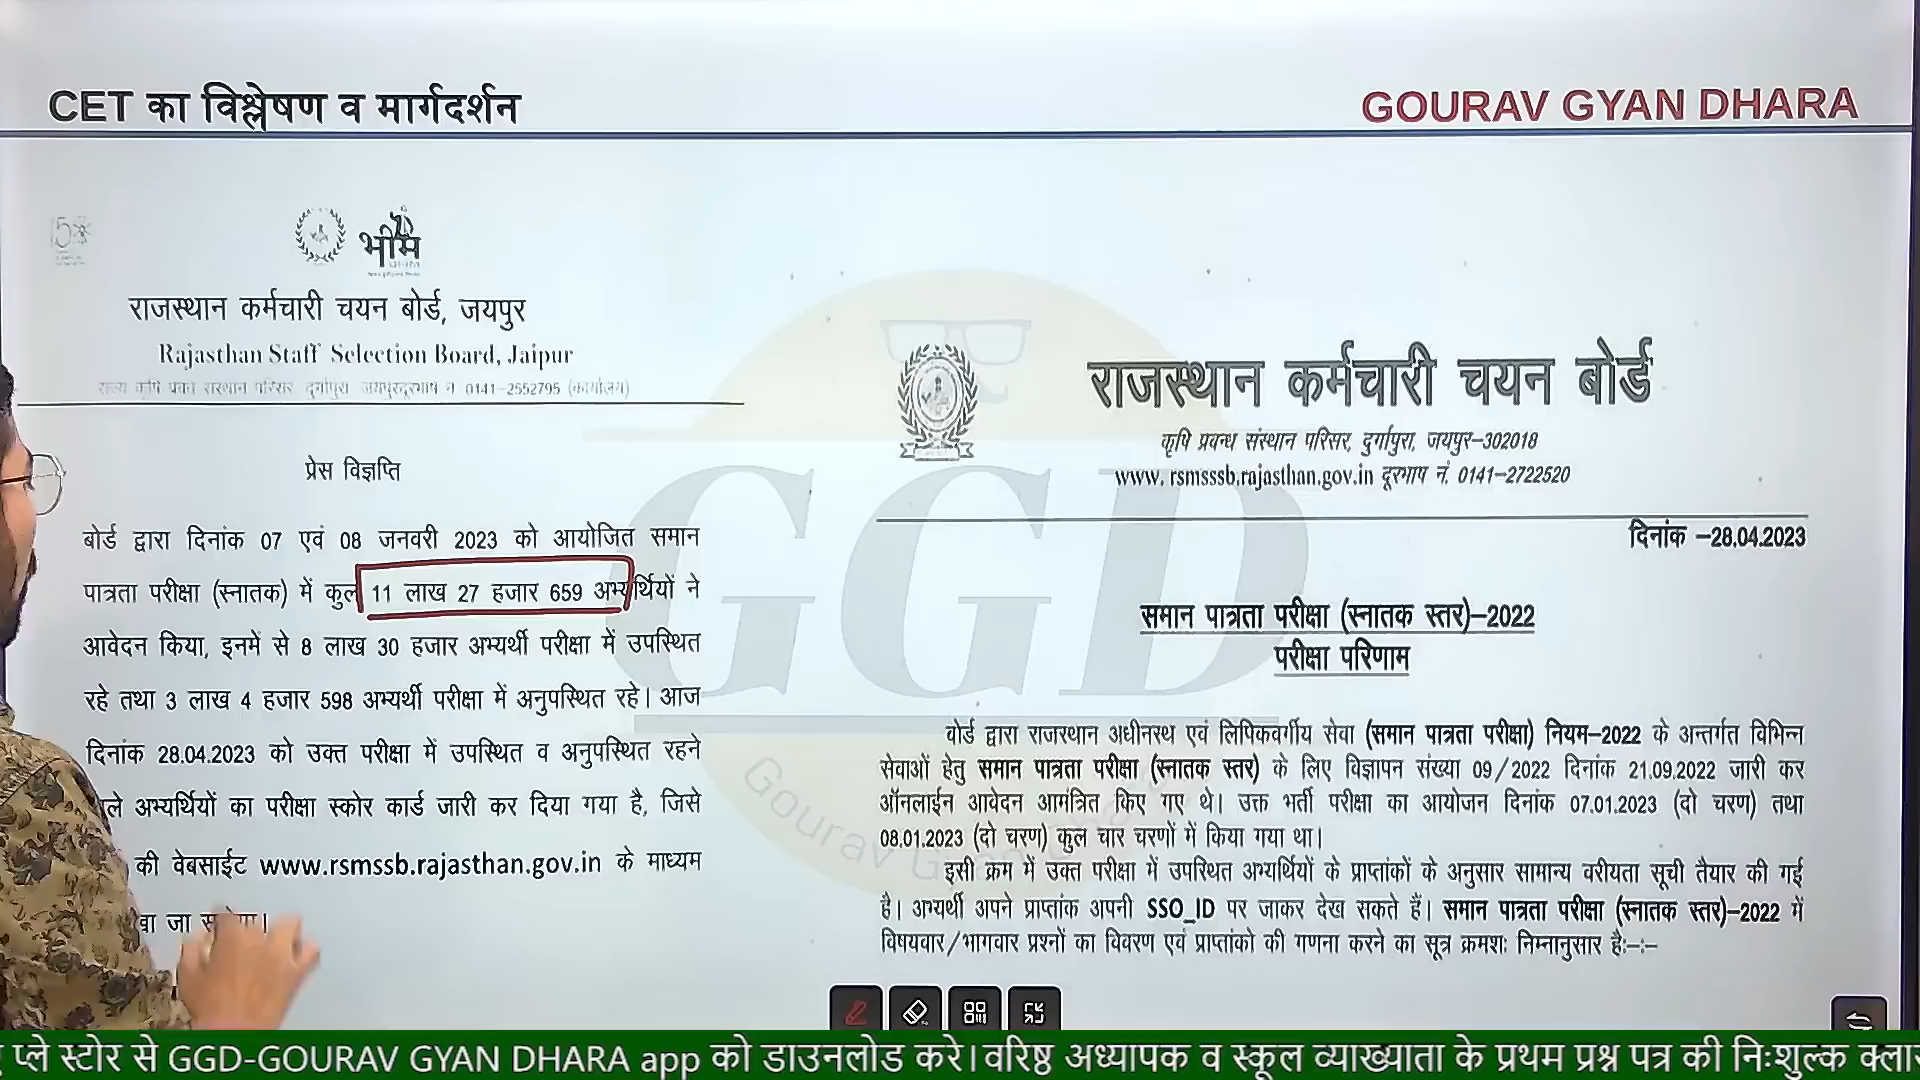 CET का विश्लेषण व मार्गदर्शन
GOURAV GYAN DHARA
भीम
राजस्थान कर्मचारी चयन बोर्ड, जयपुर
Rajasthan Staff Selection Board, Jaipur
0141-2552795 (कार्यालय)
प्रेस विज्ञप्ति
बोर्ड द्वारा दिनांक 07 एवं 08 जनवरी 2023 को आयोजित समान
पात्रता परीक्षा (स्नातक) में कुल 11 लाख 27 हजार 659 अभ्यर्थियों ने
आवेदन किया, इनमें से 8 लाख 30 हजार अभ्यर्थी परीक्षा में उपस्थित
रहे तथा 3 लाख 4 हजार 598 अभ्यर्थी परीक्षा में अनुपस्थित रहे। आज
दिनांक 28.04.2023 को उक्त परीक्षा में उपस्थित व अनुपस्थित रहने
अभ्यर्थियों का परीक्षा स्कोर कार्ड जारी कर दिया गया है, जिसे
की वेबसाईट www.rsmssb.rajasthan.gov.in के माध्यम
जा
राजस्थान कर्मचारी चयन बोर्ड
कृषि प्रबन्ध संस्थान परिसर, दुर्गापुरा, जयपुर-302018
www. rsmsssb.rajasthan.gov.in दूरभाष नं. 0141-2722520
दिनांक -28.04.2023
समान पात्रता परीक्षा (स्नातक स्तर)-2022
परीक्षा परिणाम
बोर्ड द्वारा राजस्थान अधीनस्थ एवं लिपिकवर्गीय सेवा (समान पात्रता परीक्षा) नियम-2022 के अन्तर्गत विभिन्न
सेवाओं हेतु समान पात्रता परीक्षा (स्नातक स्तर) के लिए विज्ञापन संख्या 09/2022 दिनांक 21.09.2022 जारी कर
ऑनलाईन आवेदन आमंत्रित किए गए थे। उक्त भर्ती परीक्षा का आयोजन दिनांक 07.01.2023 (दो चरण) तथा
08.01.2023 (दो चरण) कुल चार चरणों में किया गया था।
इसी क्रम में उक्त परीक्षा में उपस्थित अभ्यर्थियों के प्राप्तांकों के अनुसार सामान्य वरीयता सूची तैयार की गई
है। अभ्यर्थी अपने प्राप्तांक अपनी SSO_ID पर जाकर देख सकते हैं। समान पात्रता परीक्षा (स्नातक स्तर)-2022 में
विषयवार/भागवार प्रश्नों का विवरण एवं प्राप्तांको की गणना करने का सूत्र क्रमशः निम्नानुसार है:-:-
GGD
Gourav
प्ले स्टोर से GGD-GOURAV GYAN DHARA app को डाउनलोड करे। वरिष्ठ अध्यापक व स्कूल व्याख्याता के प्रथम प्रश्न पत्र की निःशुल्क